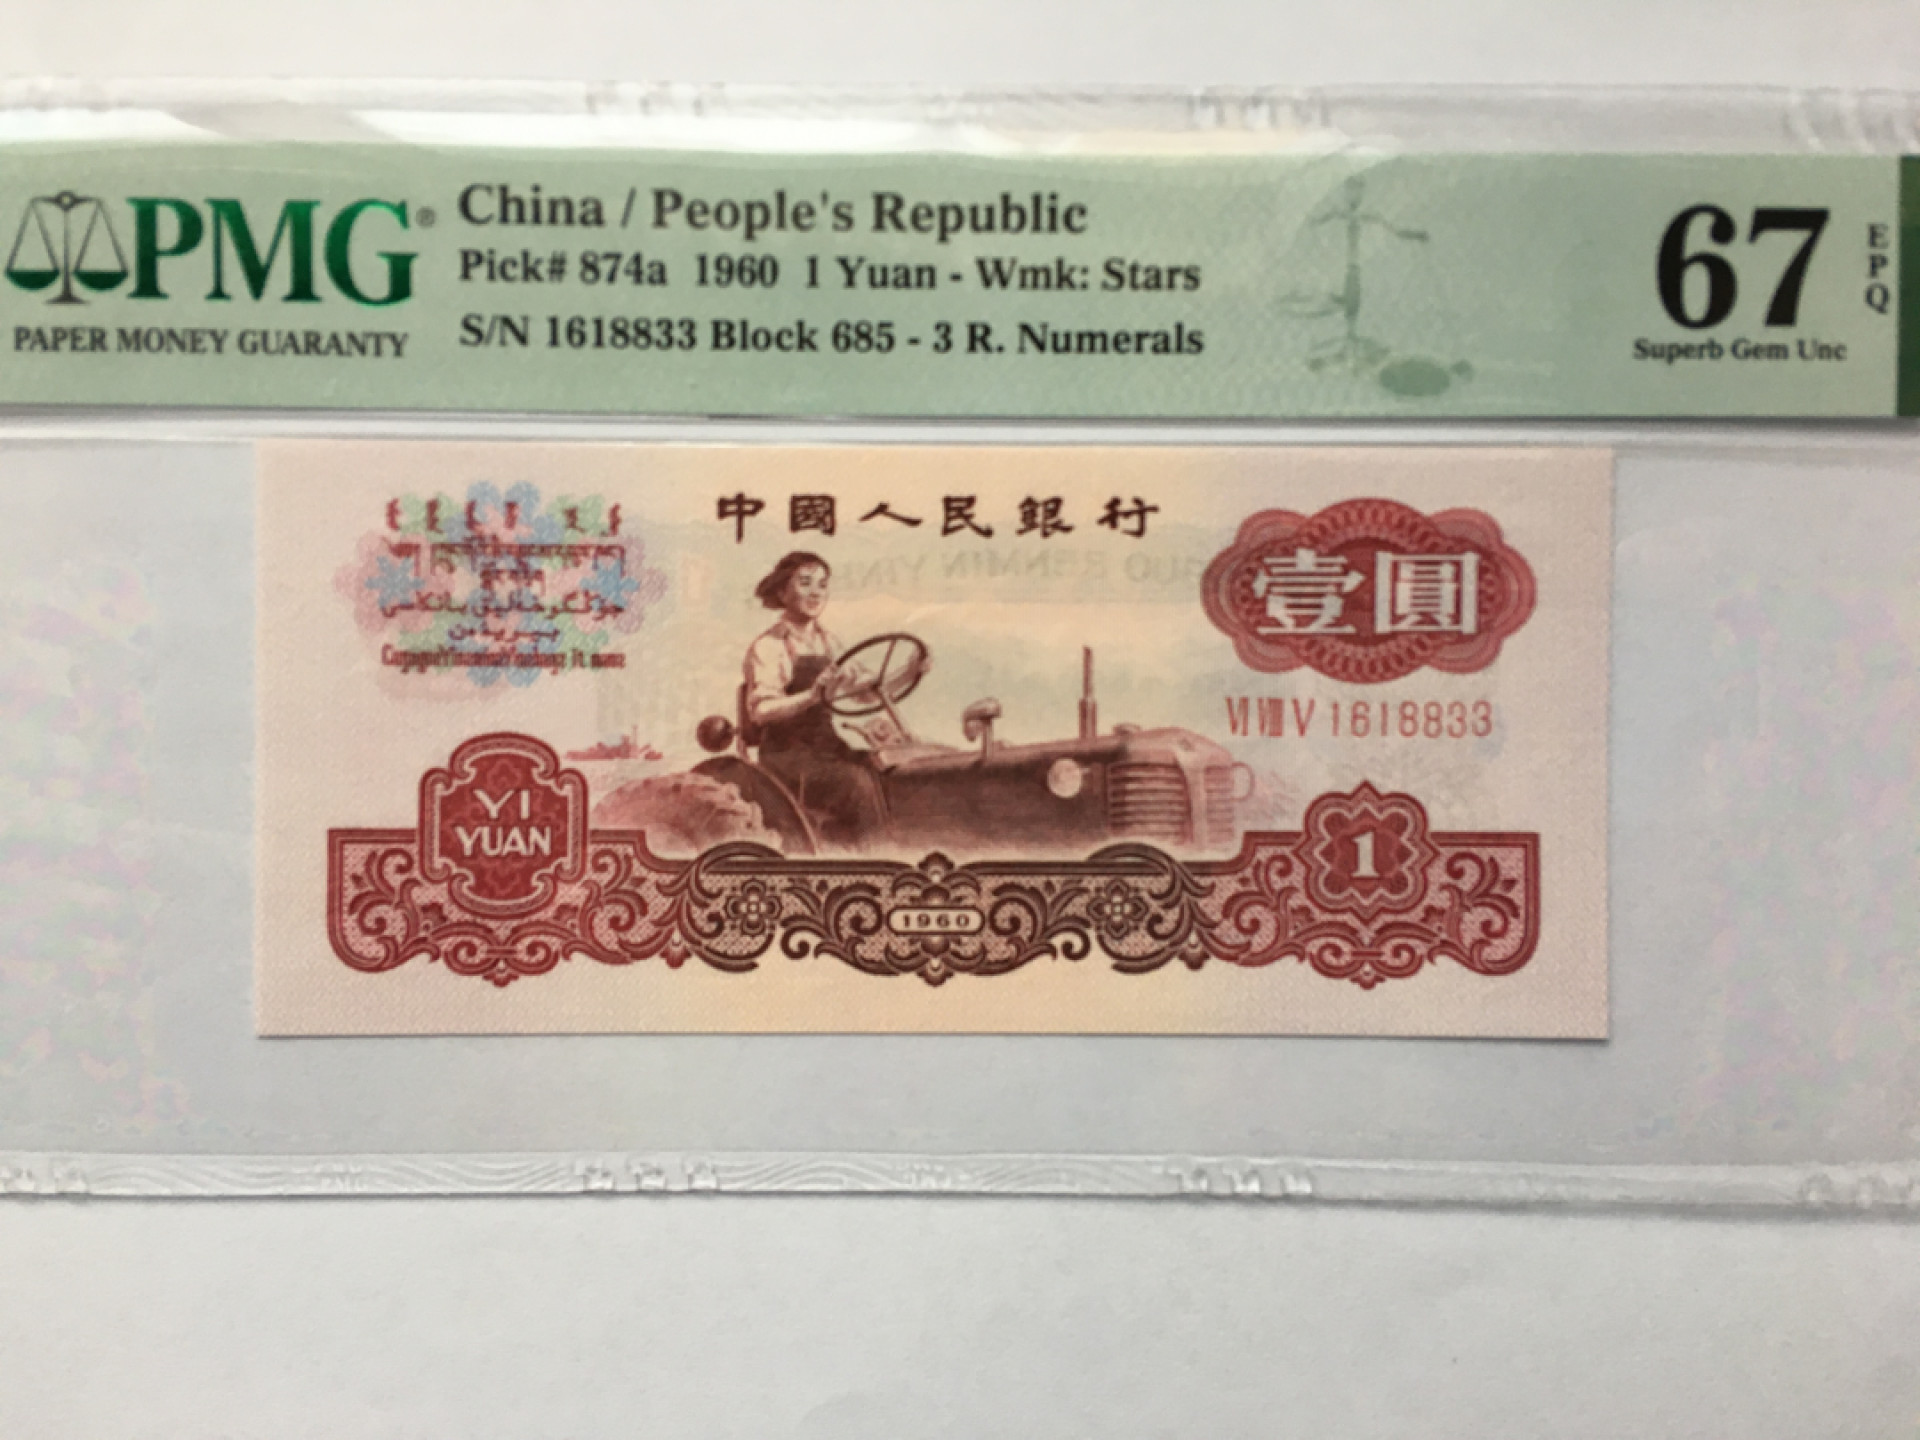 PMG®
PAPER MONEY GUARANTY
China / People's Republic
Pick# 874a 1960 1 Yuan - Wmk: Stars
S/N 1618833 Block 685 - 3 R. Numerals
67
EPQ
Superb Gem Unc
中國人民銀行
壹圓
VI VIII V 1618833
YI
YUAN
1960
1